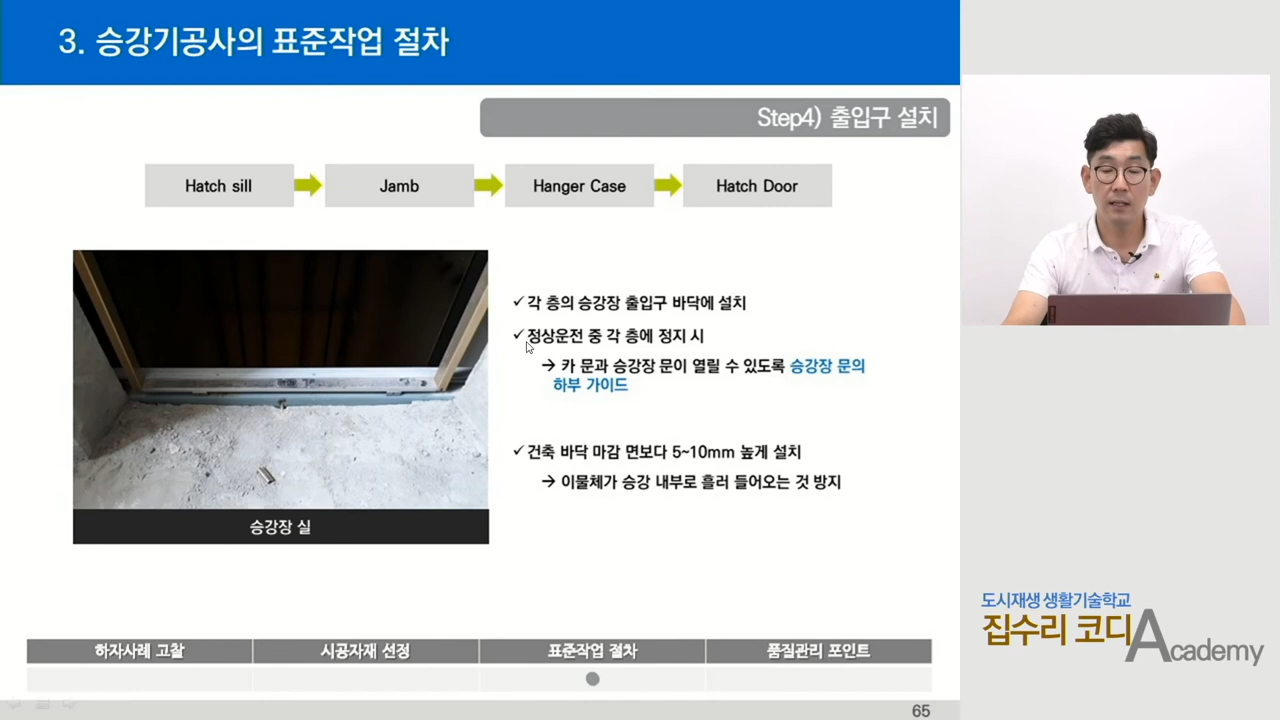 3. 승강기공사의 표준작업 절차
Step4) 출입구 설치
Hatch sill
Jamb
Hanger Case
Hatch Door
✓각 층의 승강장 출입구 바닥에 설치
✓정상운전 중 각 층에 정지 시
→ 카 문과 승강장 문이 열릴 수 있도록 승강장 문의
하부 가이드
✓건축 바닥 마감 면보다 5~10mm 높게 설치
→ 이물체가 승강 내부로 흘러 들어오는 것 방지
승강장 실
하자사례 고찰
시공자재 선정
표준작업 절차
품질관리 포인트
65
도시재생 생활기술학교
집수리 코디 Academy